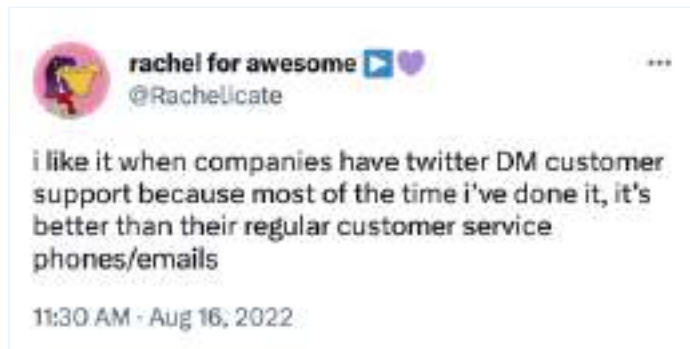 rachel for awesome ▶️💜
@Rachelicate
i like it when companies have twitter DM customer
support because most of the time i've done it, it's
better than their regular customer service
phones/emails
11:30 AM · Aug 16, 2022